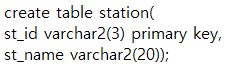 create table station(
st_id varchar2(3) primary key,
st_name varchar2(20));